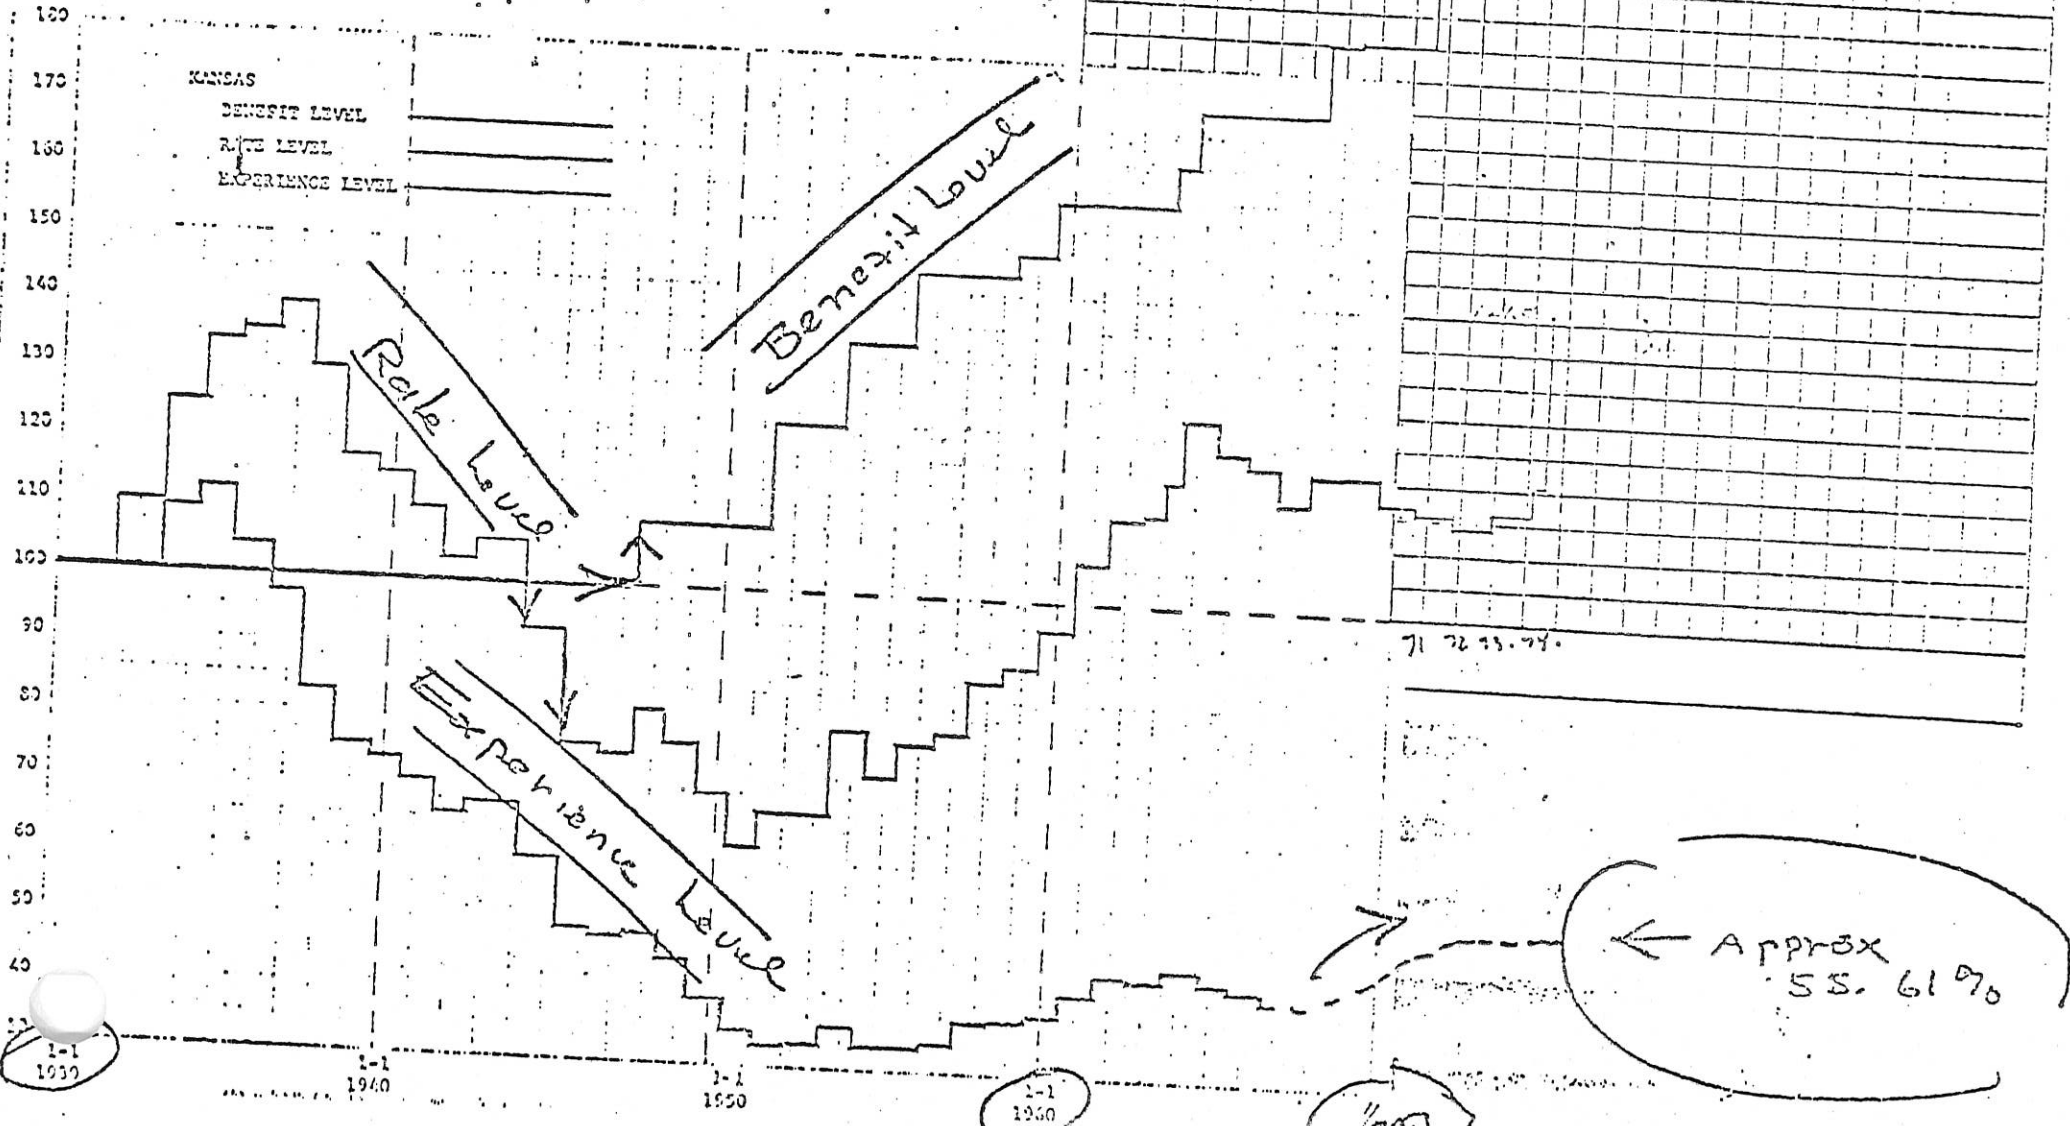 180
170
160
150
140
130
120
110
100
90
80
70
60
50
40
KANSAS
BENEFIT LEVEL
RATE LEVEL
EXPERIENCE LEVEL
Rate Level
Benefit Level
Experience Level
71 72 73. 74.
← Approx
55. 61%
1-1
1-1
1940
1-1
1950
1-1
1960